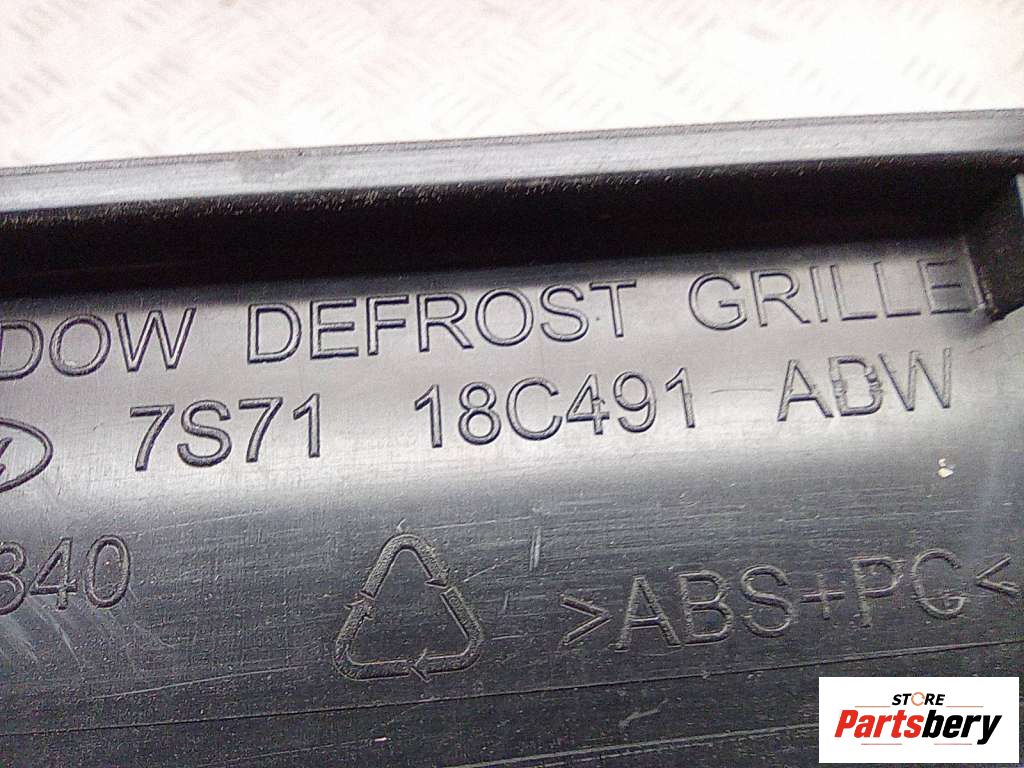 DOW DEFROST GRILLE
7S71 18C491 ABW
340
>ABS+PC<
STORE
Partsbery